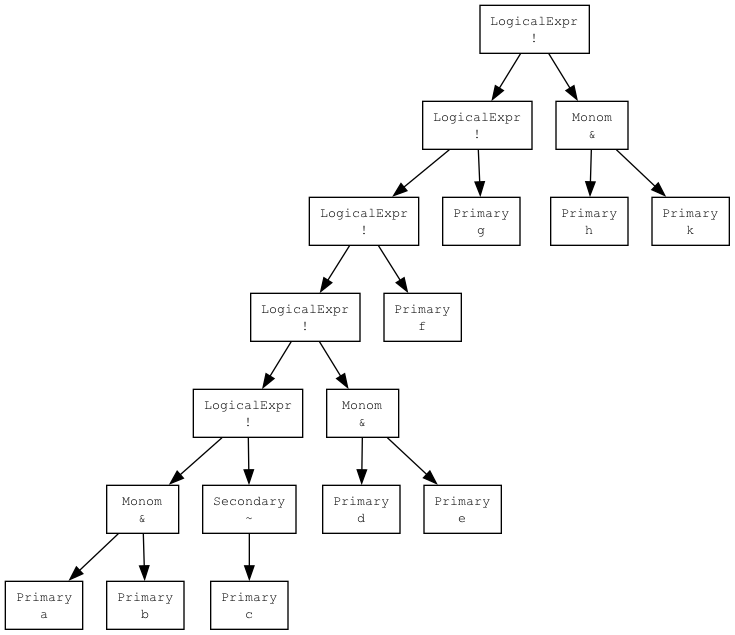 LogicalExpr
!
LogicalExpr
!
Monom
&
LogicalExpr
!
Primary
g
Primary
h
Primary
k
LogicalExpr
!
Primary
f
LogicalExpr
!
Monom
&
Monom
&
Secondary
~
Primary
d
Primary
e
Primary
a
Primary
b
Primary
c